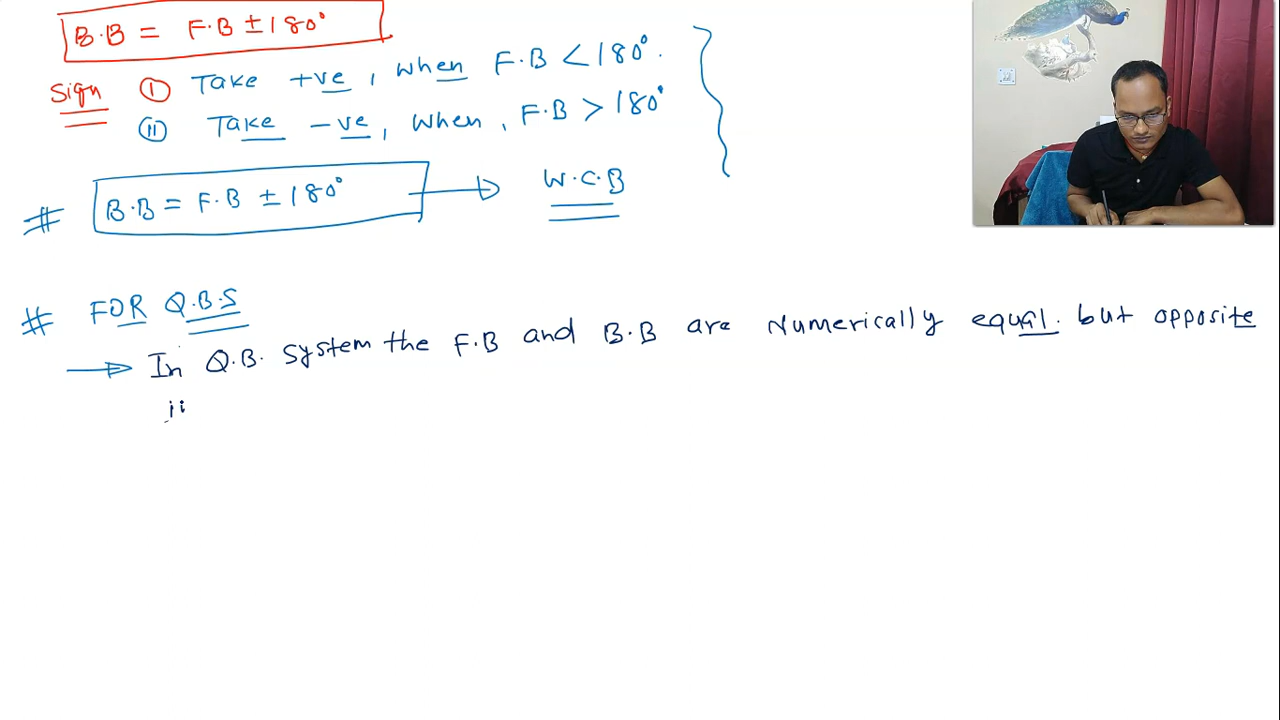 B.B = F.B ± 180°
Sign (I) Take +ve, when F.B < 180°.
(II) Take -ve, when, F.B > 180°
# B.B = F.B ± 180° → W.C.B
# FOR Q.B.S
→ In Q.B. system the F.B and B.B are Numerically equal. but opposite